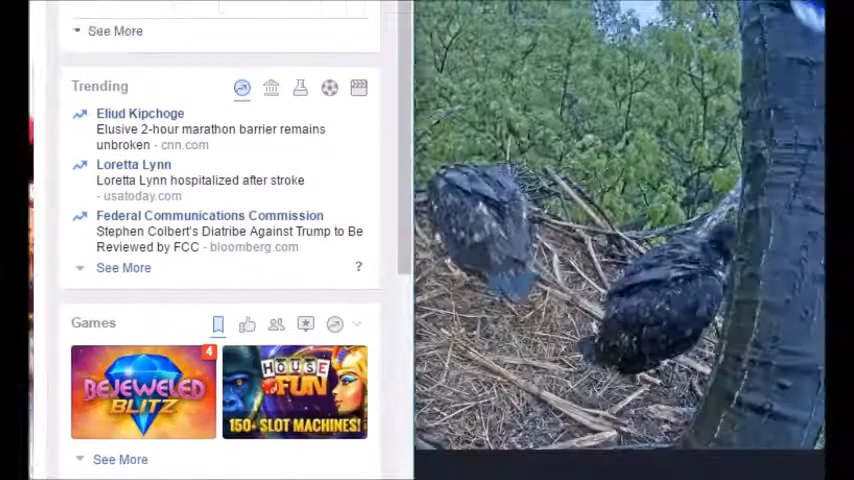 See More
Trending
Eliud Kipchoge
Elusive 2-hour marathon barrier remains
unbroken - cnn.com
Loretta Lynn
Loretta Lynn hospitalized after stroke
- usatoday.com
Federal Communications Commission
Stephen Colbert's Diatribe Against Trump to Be
Reviewed by FCC - bloomberg.com
See More ?
Games
4
BEJEWELED
BLITZ
HOUSE
OF FUN
150+ SLOT MACHINES!
See More